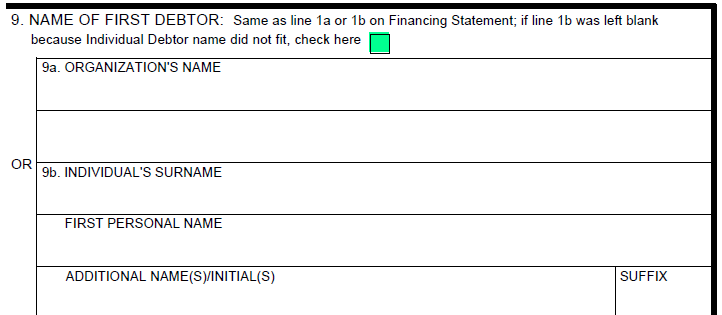 9. NAME OF FIRST DEBTOR: Same as line 1a or 1b on Financing Statement; if line 1b was left blank
because Individual Debtor name did not fit, check here
9a. ORGANIZATION'S NAME
OR
9b. INDIVIDUAL'S SURNAME
FIRST PERSONAL NAME
ADDITIONAL NAME(S)/INITIAL(S) SUFFIX